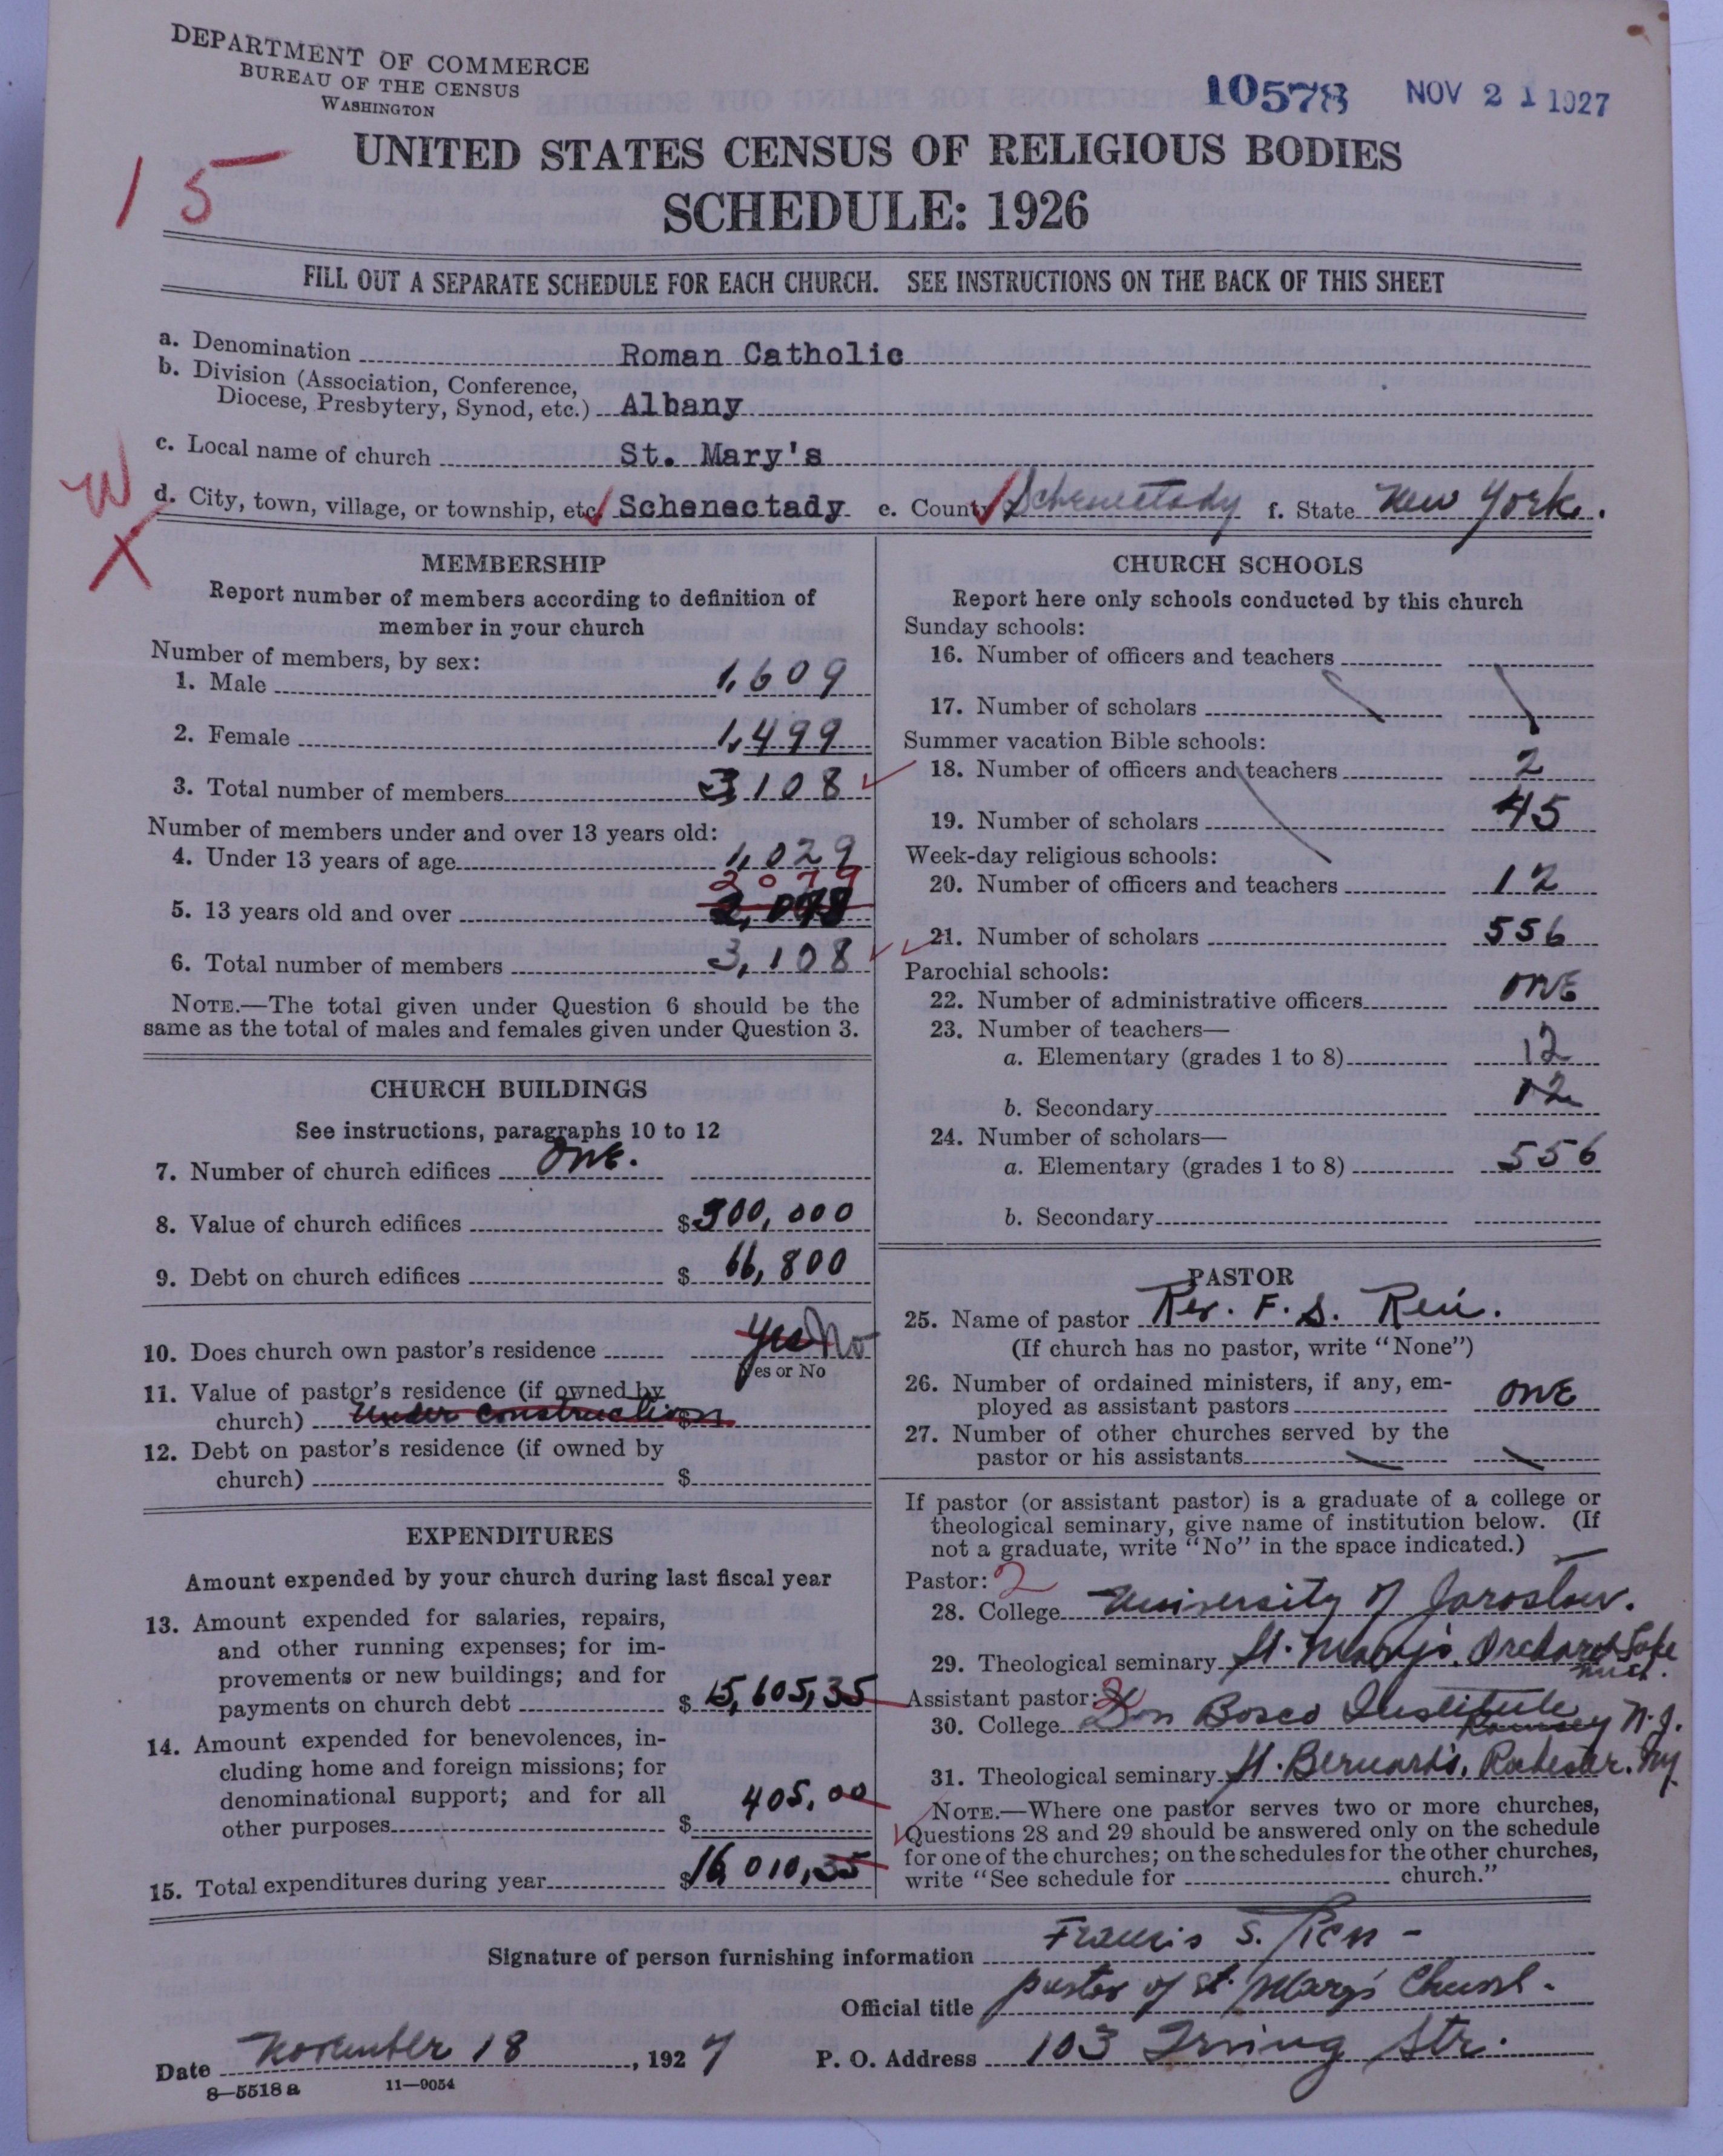 DEPARTMENT OF COMMERCE
BUREAU OF THE CENSUS
WASHINGTON
10578 NOV 21 1927
UNITED STATES CENSUS OF RELIGIOUS BODIES
15
SCHEDULE: 1926
FILL OUT A SEPARATE SCHEDULE FOR EACH CHURCH. SEE INSTRUCTIONS ON THE BACK OF THIS SHEET
a. Denomination Roman Catholic
b. Division (Association, Conference,
Diocese, Presbytery, Synod, etc.) Albany
c. Local name of church St. Mary's
W
d. City, town, village, or township, etc. Schenectady e. County Schenectady f. State New York.
X
MEMBERSHIP
Report number of members according to definition of
member in your church
Number of members, by sex:
1. Male 1,609
2. Female 1,499
3. Total number of members 3108
Number of members under and over 13 years old:
4. Under 13 years of age 1,029
2079
5. 13 years old and over
6. Total number of members 3,108
NOTE.—The total given under Question 6 should be the
same as the total of males and females given under Question 3.
CHURCH BUILDINGS
See instructions, paragraphs 10 to 12
7. Number of church edifices ONE.
8. Value of church edifices $ 300,000
9. Debt on church edifices $ 66,800
10. Does church own pastor's residence Yes No
Yes or No
11. Value of pastor's residence (if owned by
church) Under construction $
12. Debt on pastor's residence (if owned by
church) $
EXPENDITURES
Amount expended by your church during last fiscal year
13. Amount expended for salaries, repairs,
and other running expenses; for im-
provements or new buildings; and for
payments on church debt $ 15,605,35
14. Amount expended for benevolences, in-
cluding home and foreign missions; for
denominational support; and for all
other purposes $ 405,00
15. Total expenditures during year $ 16,010,35
CHURCH SCHOOLS
Report here only schools conducted by this church
Sunday schools:
16. Number of officers and teachers
17. Number of scholars
Summer vacation Bible schools:
18. Number of officers and teachers 2
19. Number of scholars 45
Week-day religious schools:
20. Number of officers and teachers 12
21. Number of scholars 556
Parochial schools:
22. Number of administrative officers ONE
23. Number of teachers—
a. Elementary (grades 1 to 8) 12
b. Secondary 12
24. Number of scholars—
a. Elementary (grades 1 to 8) 556
b. Secondary
PASTOR
25. Name of pastor Rev. F. S. Ren.
(If church has no pastor, write "None")
26. Number of ordained ministers, if any, em-
ployed as assistant pastors ONE
27. Number of other churches served by the
pastor or his assistants
If pastor (or assistant pastor) is a graduate of a college or
theological seminary, give name of institution below. (If
not a graduate, write "No" in the space indicated.)
Pastor: 2
28. College University of Jaroslow.
29. Theological seminary St. Mary's, Orchard Lake
Mich.
Assistant pastor: 2
30. College Don Bosco Institute
Ramsey N.J.
31. Theological seminary St. Bernard's, Rochester. N.Y.
NOTE.—Where one pastor serves two or more churches,
Questions 28 and 29 should be answered only on the schedule
for one of the churches; on the schedules for the other churches,
write "See schedule for church."
Signature of person furnishing information Francis S. Ren
Official title pastor of St. Mary's Church.
Date November 18, 1927 P. O. Address 103 Irving Str.
8—5518 a 11—9054